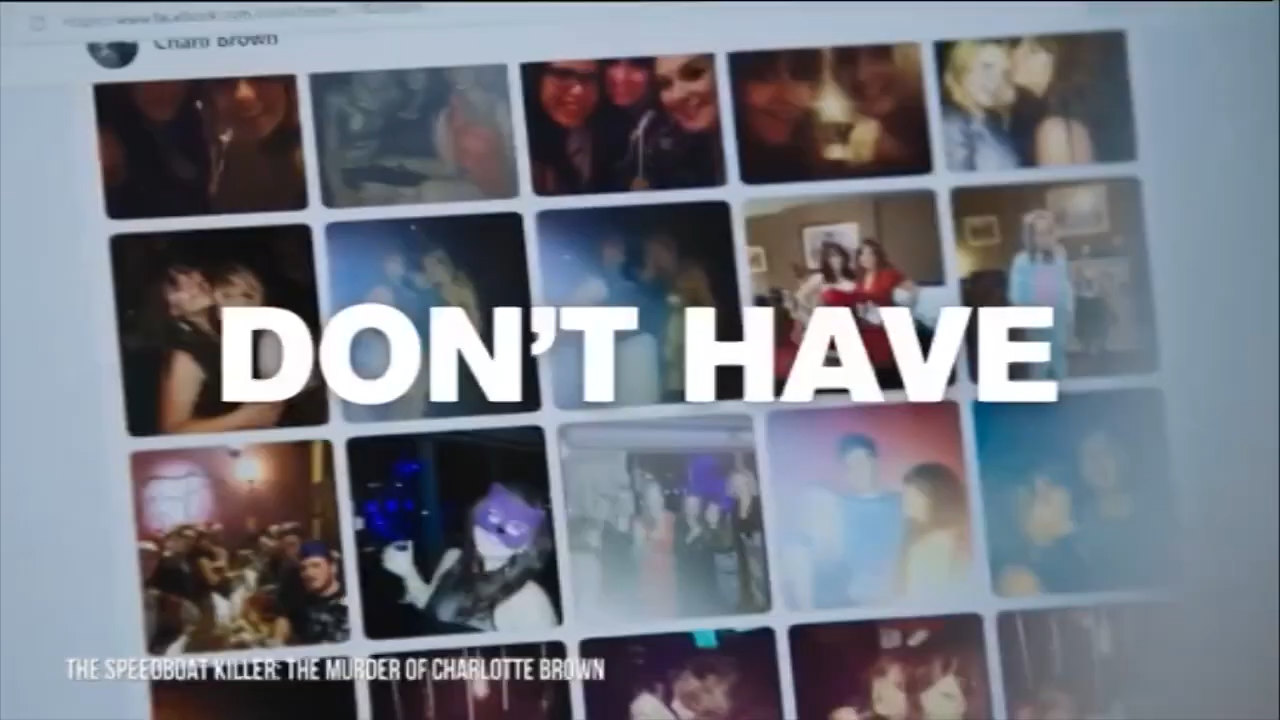 Charli Brown
DON'T HAVE
THE SPEEDBOAT KILLER: THE MURDER OF CHARLOTTE BROWN